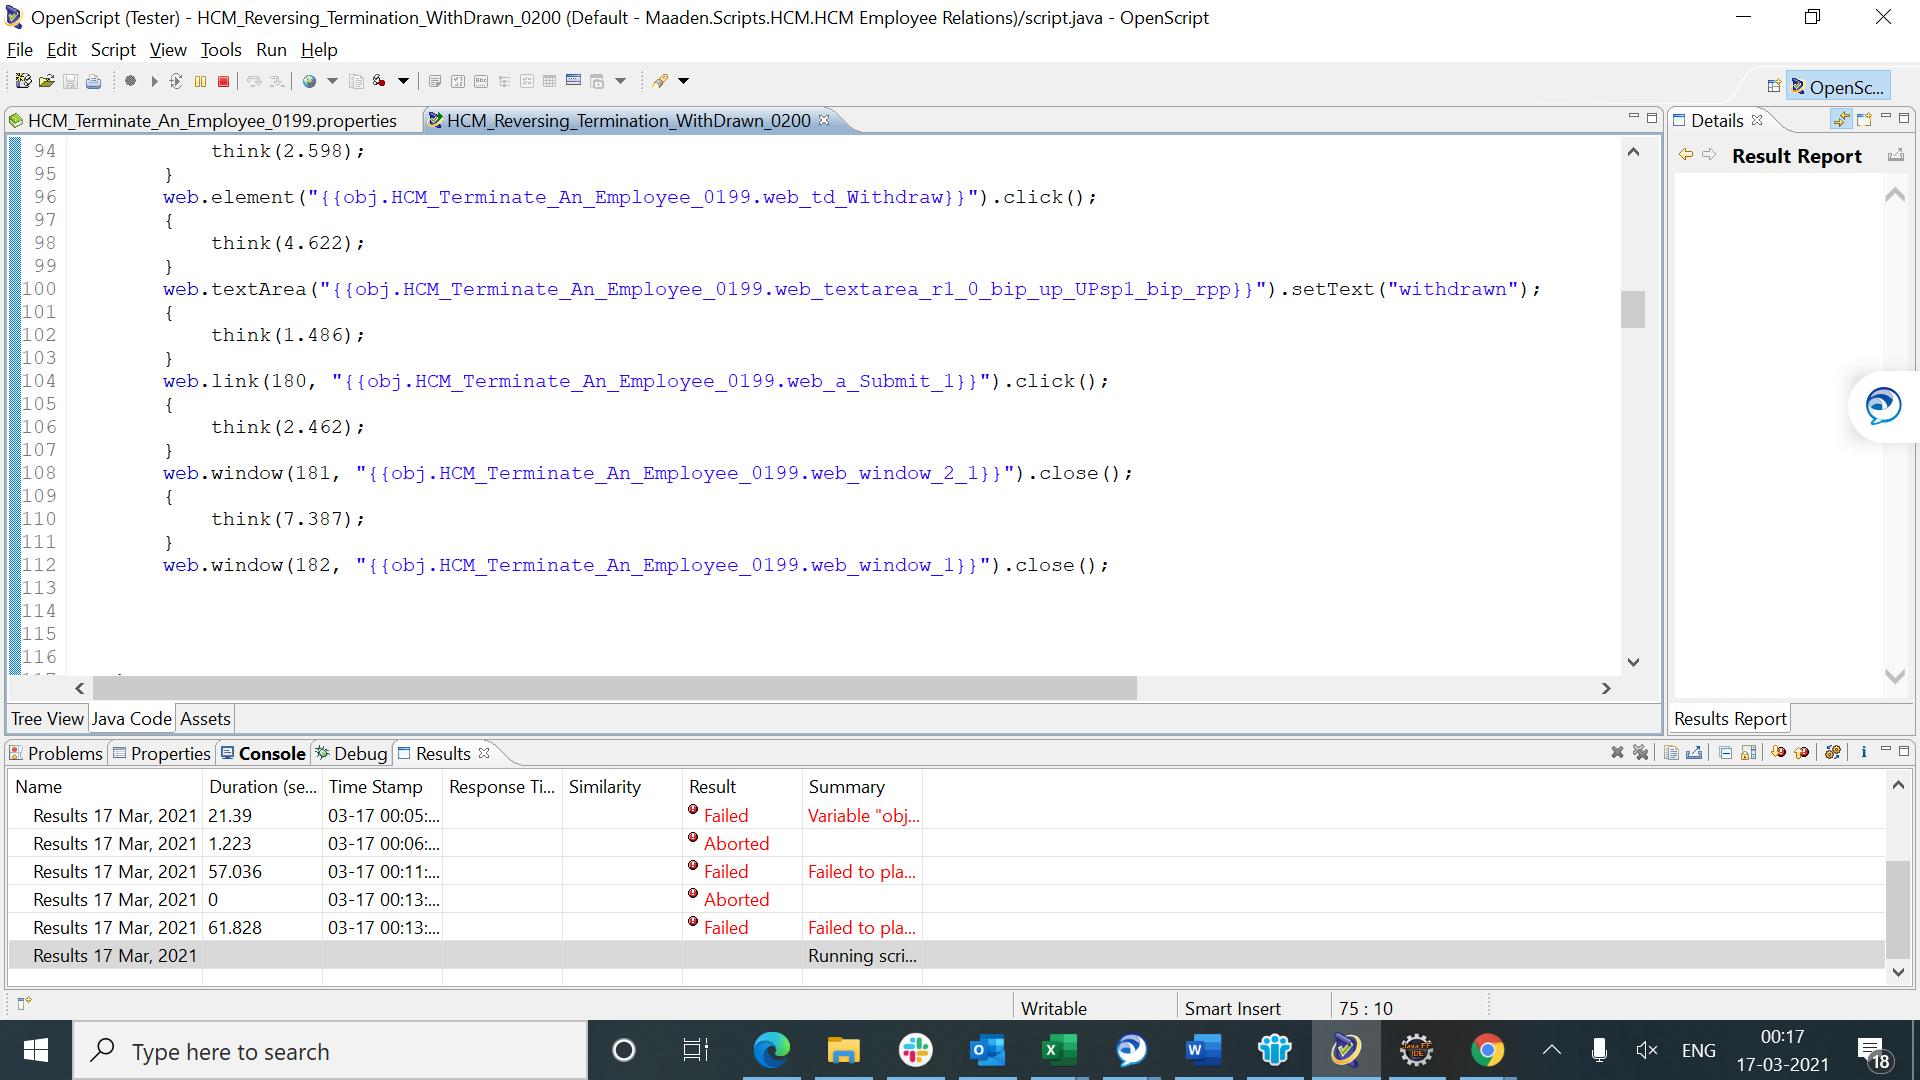 OpenScript (Tester) - HCM_Reversing_Termination_WithDrawn_0200 (Default - Maaden.Scripts.HCM.HCM Employee Relations)/script.java - OpenScript
File Edit Script View Tools Run Help
OpenSc...
HCM_Terminate_An_Employee_0199.properties
HCM_Reversing_Termination_WithDrawn_0200
Details
Result Report
94 think(2.598);
95 }
96 web.element("{{obj.HCM_Terminate_An_Employee_0199.web_td_Withdraw}}").click();
97 {
98 think(4.622);
99 }
100 web.textArea("{{obj.HCM_Terminate_An_Employee_0199.web_textarea_r1_0_bip_up_UPsp1_bip_rpp}}").setText("withdrawn");
101 {
102 think(1.486);
103 }
104 web.link(180, "{{obj.HCM_Terminate_An_Employee_0199.web_a_Submit_1}}").click();
105 {
106 think(2.462);
107 }
108 web.window(181, "{{obj.HCM_Terminate_An_Employee_0199.web_window_2_1}}").close();
109 {
110 think(7.387);
111 }
112 web.window(182, "{{obj.HCM_Terminate_An_Employee_0199.web_window_1}}").close();
113
114
115
116
Tree View Java Code Assets
Results Report
Problems Properties Console Debug Results
Name Duration (se... Time Stamp Response Ti... Similarity Result Summary
Results 17 Mar, 2021 21.39 03-17 00:05:... Failed Variable "obj...
Results 17 Mar, 2021 1.223 03-17 00:06:... Aborted
Results 17 Mar, 2021 57.036 03-17 00:11:... Failed Failed to pla...
Results 17 Mar, 2021 0 03-17 00:13:... Aborted
Results 17 Mar, 2021 61.828 03-17 00:13:... Failed Failed to pla...
Results 17 Mar, 2021 Running scri...
Writable Smart Insert 75 : 10
Type here to search
ENG
00:17
17-03-2021
18